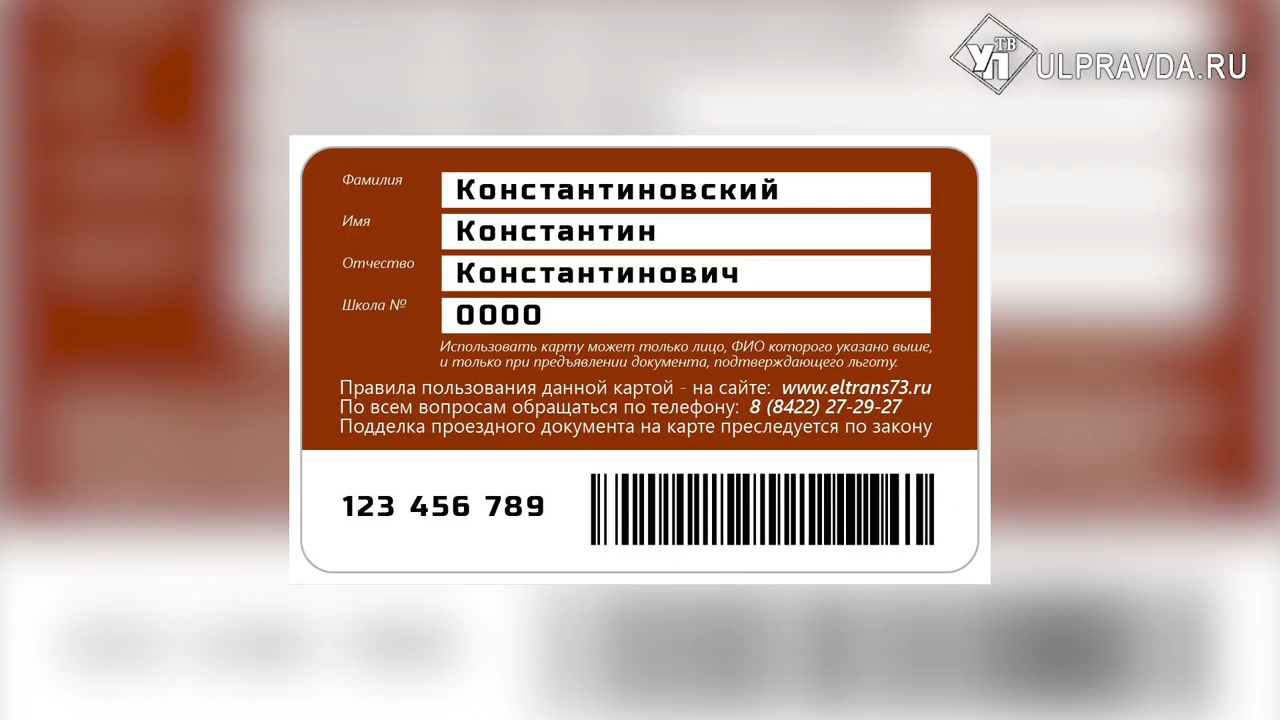 УП ТВ ULPRAVDA.RU
Фамилия Константиновский
Имя Константин
Отчество Константинович
Школа № 0000
Использовать карту может только лицо, ФИО которого указано выше,
и только при предъявлении документа, подтверждающего льготу.
Правила пользования данной картой - на сайте: www.eltrans73.ru
По всем вопросам обращаться по телефону: 8 (8422) 27-29-27
Подделка проездного документа на карте преследуется по закону
123 456 789